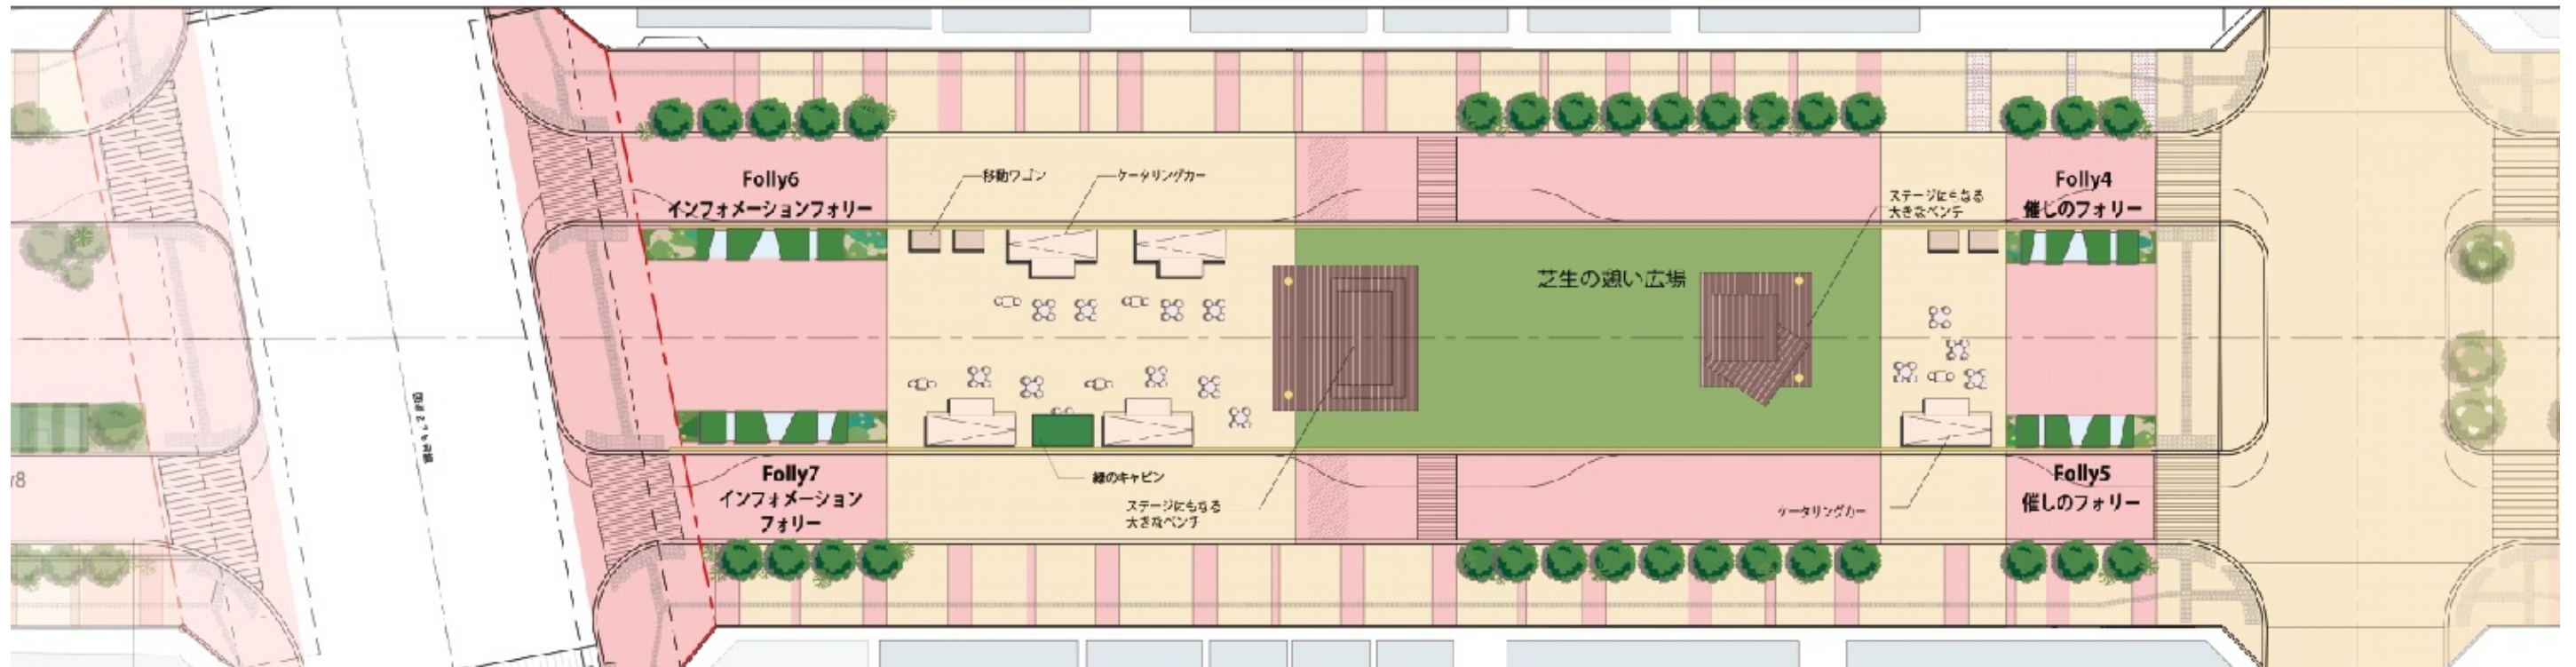 Folly6
インフォメーションフォリー
移動ワゴン
ケータリングカー
ステージにもなる
大きなベンチ
Folly4
催しのフォリー
芝生の憩い広場
Folly7
インフォメーション
フォリー
緑のキャビン
ステージにもなる
大きなベンチ
ケータリングカー
Folly5
催しのフォリー
y8